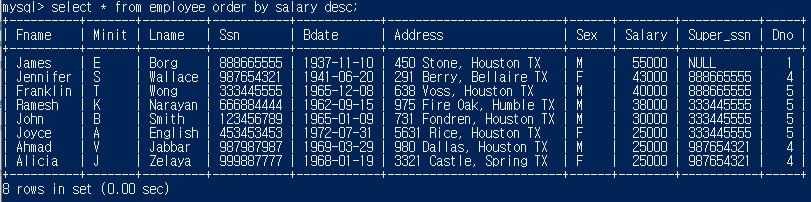 mysql> select * from employee order by salary desc;
+----------+-------+---------+-----------+------------+--------------------------+-----+--------+-----------+-----+
| Fname    | Minit | Lname   | Ssn       | Bdate      | Address                  | Sex | Salary | Super_ssn | Dno |
+----------+-------+---------+-----------+------------+--------------------------+-----+--------+-----------+-----+
| James    | E     | Borg    | 888665555 | 1937-11-10 | 450 Stone, Houston TX    | M   |  55000 | NULL      |   1 |
| Jennifer | S     | Wallace | 987654321 | 1941-06-20 | 291 Berry, Bellaire TX   | F   |  43000 | 888665555 |   4 |
| Franklin | T     | Wong    | 333445555 | 1965-12-08 | 638 Voss, Houston TX     | M   |  40000 | 888665555 |   5 |
| Ramesh   | K     | Narayan | 666884444 | 1962-09-15 | 975 Fire Oak, Humble TX  | M   |  38000 | 333445555 |   5 |
| John     | B     | Smith   | 123456789 | 1965-01-09 | 731 Fondren, Houston TX  | M   |  30000 | 333445555 |   5 |
| Joyce    | A     | English | 453453453 | 1972-07-31 | 5631 Rice, Houston TX    | F   |  25000 | 333445555 |   5 |
| Ahmad    | V     | Jabbar  | 987987987 | 1969-03-29 | 980 Dallas, Houston TX   | M   |  25000 | 987654321 |   4 |
| Alicia   | J     | Zelaya  | 999887777 | 1968-01-19 | 3321 Castle, Spring TX   | F   |  25000 | 987654321 |   4 |
+----------+-------+---------+-----------+------------+--------------------------+-----+--------+-----------+-----+
8 rows in set (0.00 sec)